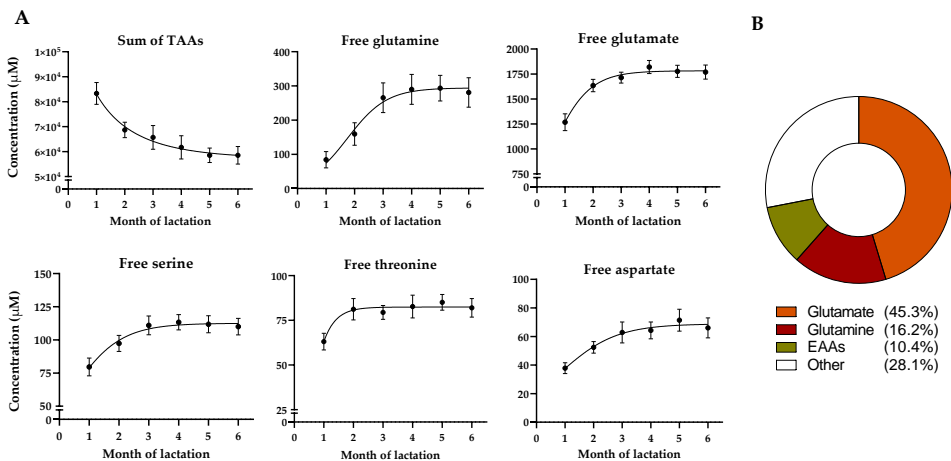 A
B
Sum of TAAs
Free glutamine
Free glutamate
Concentration (µM)
1×10⁵
9×10⁴
8×10⁴
7×10⁴
6×10⁴
5×10⁴
0
0 1 2 3 4 5 6
Month of lactation
400
300
200
100
0
0 1 2 3 4 5 6
Month of lactation
2000
1750
1500
1250
1000
750
0
0 1 2 3 4 5 6
Month of lactation
Free serine
Free threonine
Free aspartate
Concentration (µM)
150
125
100
75
50
0
0 1 2 3 4 5 6
Month of lactation
100
75
50
25
0
0 1 2 3 4 5 6
Month of lactation
100
80
60
40
20
0
0 1 2 3 4 5 6
Month of lactation
Glutamate (45.3%)
Glutamine (16.2%)
EAAs (10.4%)
Other (28.1%)